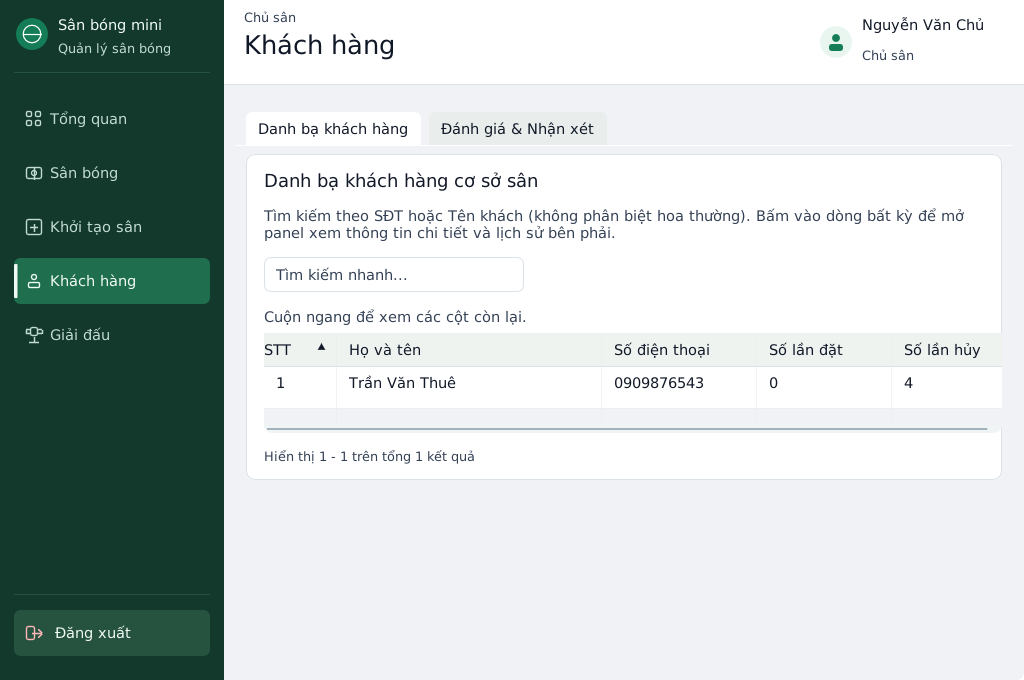 Sân bóng mini
Quản lý sân bóng
Tổng quan
Sân bóng
Khởi tạo sân
Khách hàng
Giải đấu
Đăng xuất
Chủ sân
Khách hàng
Nguyễn Văn Chủ
Chủ sân
Danh bạ khách hàng
Đánh giá & Nhận xét
Danh bạ khách hàng cơ sở sân
Tìm kiếm theo SĐT hoặc Tên khách (không phân biệt hoa thường). Bấm vào dòng bất kỳ để mở
panel xem thông tin chi tiết và lịch sử bên phải.
Tìm kiếm nhanh...
Cuộn ngang để xem các cột còn lại.
STT ▲ Họ và tên Số điện thoại Số lần đặt Số lần hủy
1 Trần Văn Thuê 0909876543 0 4
Hiển thị 1 - 1 trên tổng 1 kết quả